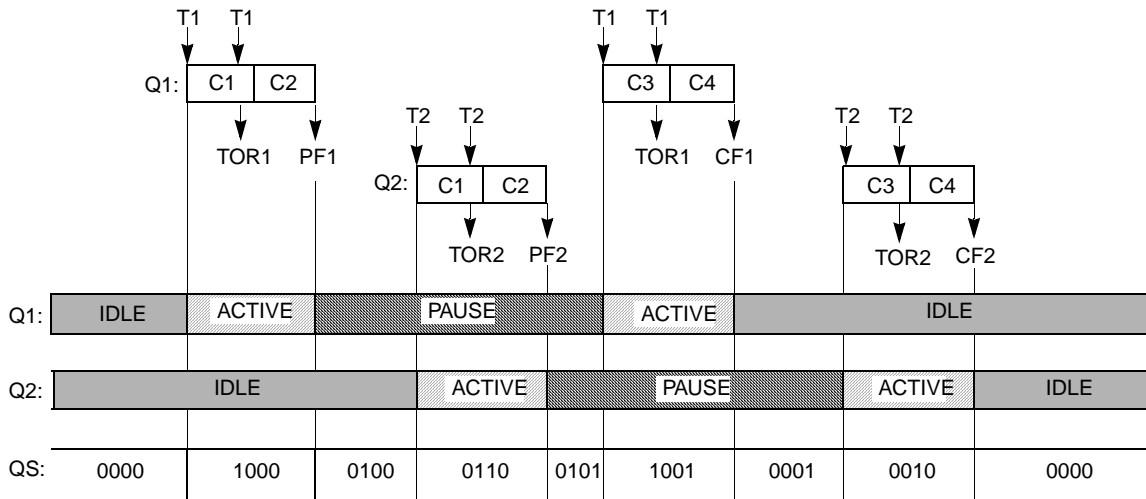 T1 T1 T1 T1
Q1: C1 C2 C3 C4
T2 T2 T2 T2
TOR1 PF1 TOR1 CF1
Q2: C1 C2 C3 C4
TOR2 PF2 TOR2 CF2
Q1: IDLE ACTIVE PAUSE ACTIVE IDLE
Q2: IDLE ACTIVE PAUSE ACTIVE IDLE
QS: 0000 1000 0100 0110 0101 1001 0001 0010 0000